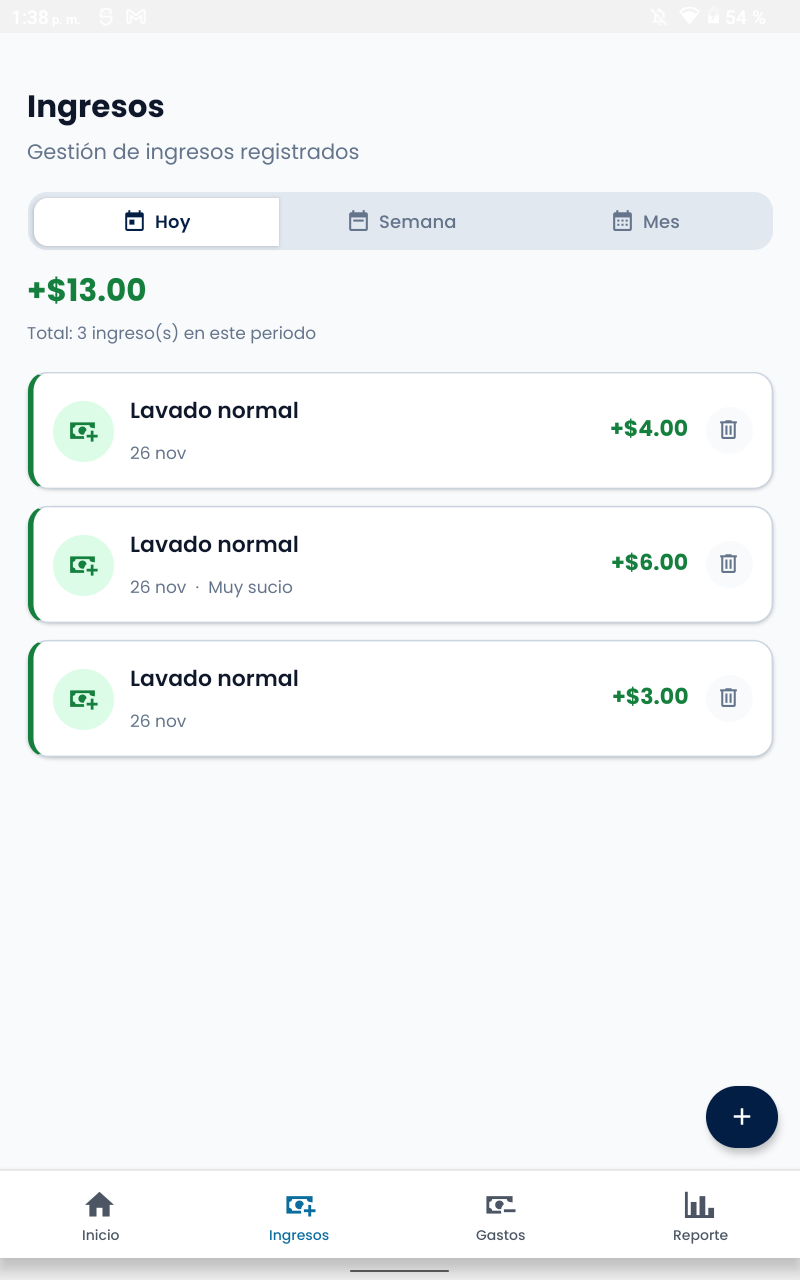 1:38 p. m. 54 %
Ingresos
Gestión de ingresos registrados
Hoy Semana Mes
+$13.00
Total: 3 ingreso(s) en este periodo
Lavado normal
+$4.00
26 nov
Lavado normal
+$6.00
26 nov · Muy sucio
Lavado normal
+$3.00
26 nov
+
Inicio Ingresos Gastos Reporte